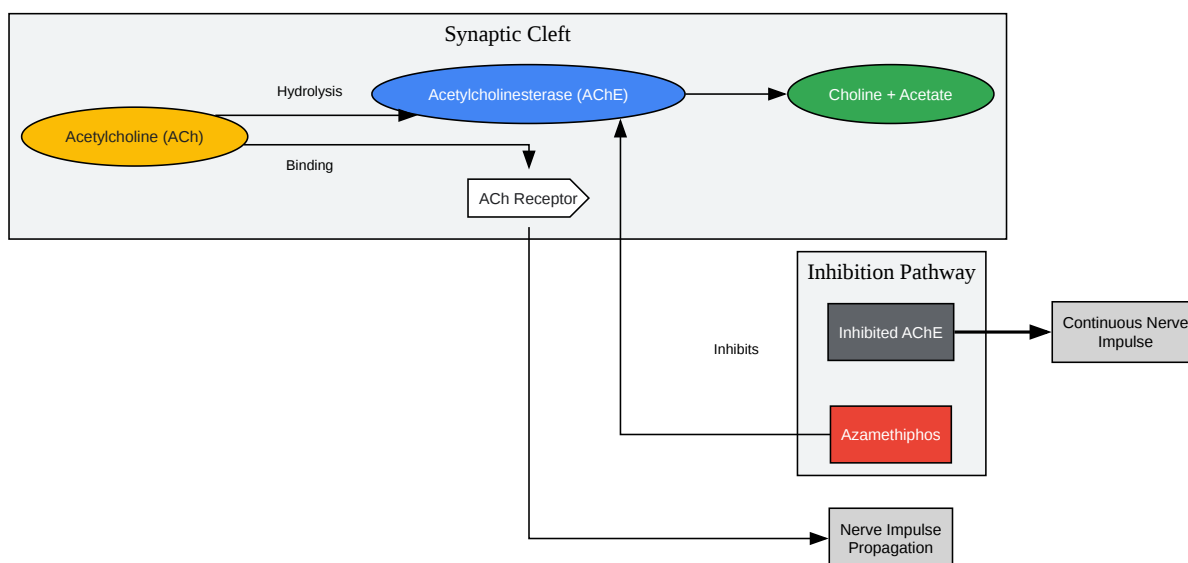 Synaptic Cleft
Hydrolysis
Acetylcholinesterase (AChE)
Choline + Acetate
Acetylcholine (ACh)
Binding
ACh Receptor
Inhibition Pathway
Inhibited AChE
Continuous Nerve
Impulse
Inhibits
Azamethiphos
Nerve Impulse
Propagation